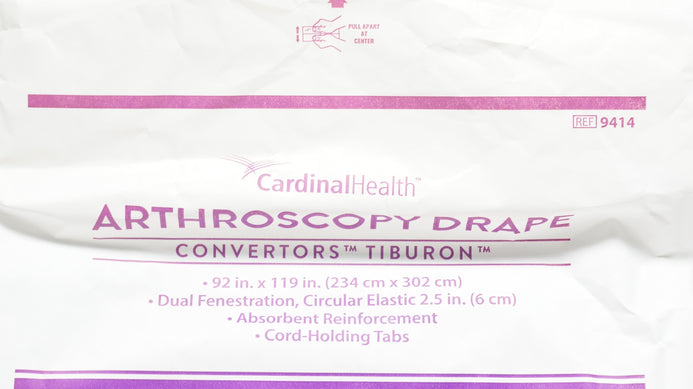 PULL APART
AT
CENTER
REF 9414
CardinalHealth™
ARTHROSCOPY DRAPE
CONVERTORS™ TIBURON™
• 92 in. x 119 in. (234 cm x 302 cm)
• Dual Fenestration, Circular Elastic 2.5 in. (6 cm)
• Absorbent Reinforcement
• Cord-Holding Tabs